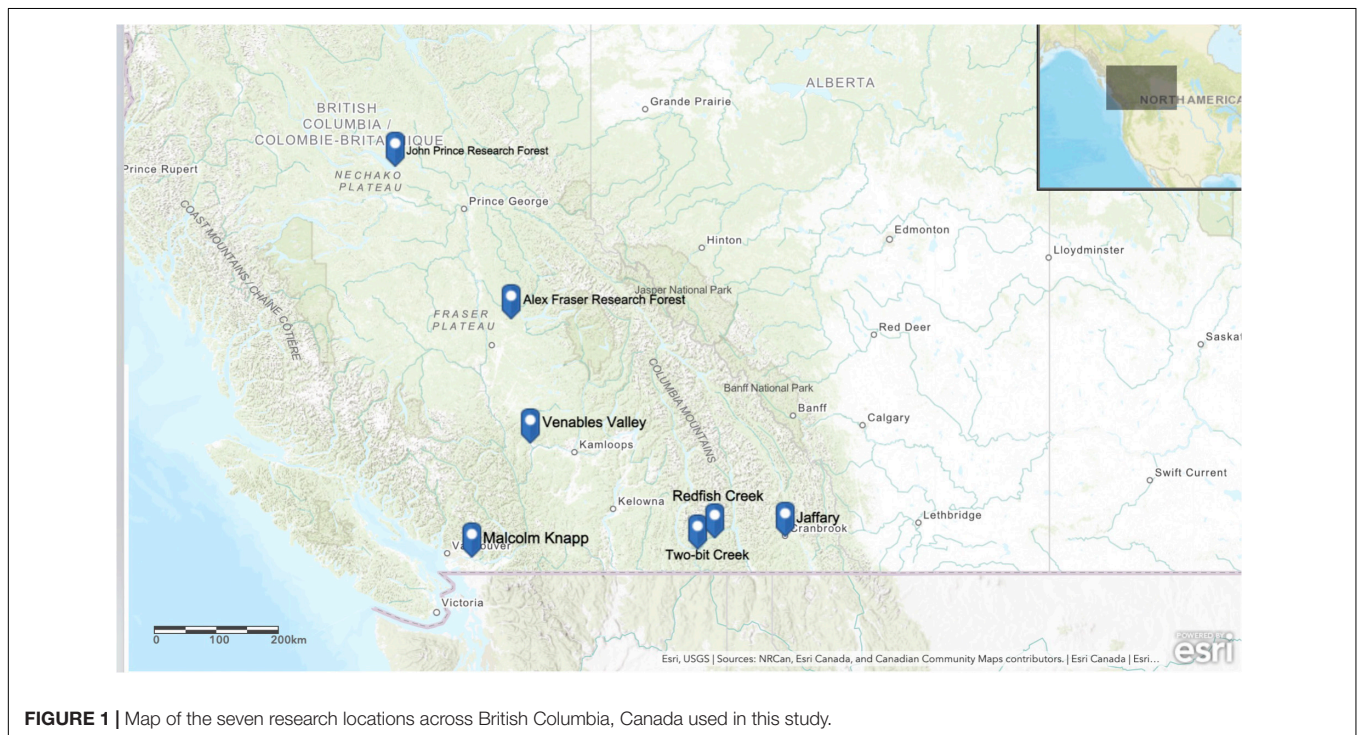 ALBERTA
Grande Prairie
NORTH AMERICA
BRITISH
COLUMBIA /
COLOMBIE-BRITANNIQUE
John Prince Research Forest
Prince Rupert
NECHAKO
PLATEAU
Prince George
COAST MOUNTAINS / CHAÎNE CÔTIÈRE
Hinton
Edmonton
Lloydminster
Jasper National Park
Alex Fraser Research Forest
FRASER
PLATEAU
Red Deer
Saskat
COLUMBIA MOUNTAINS
Banff National Park
Banff
Calgary
Venables Valley
Kamloops
Swift Current
Redfish Creek
Kelowna
Jaffary
Lethbridge
Cranbrook
Malcolm Knapp
Vancouver
Two-bit Creek
Victoria
0 100 200km
POWERED BY
esri
Esri, USGS | Sources: NRCan, Esri Canada, and Canadian Community Maps contributors. | Esri Canada | Esri...
FIGURE 1 | Map of the seven research locations across British Columbia, Canada used in this study.